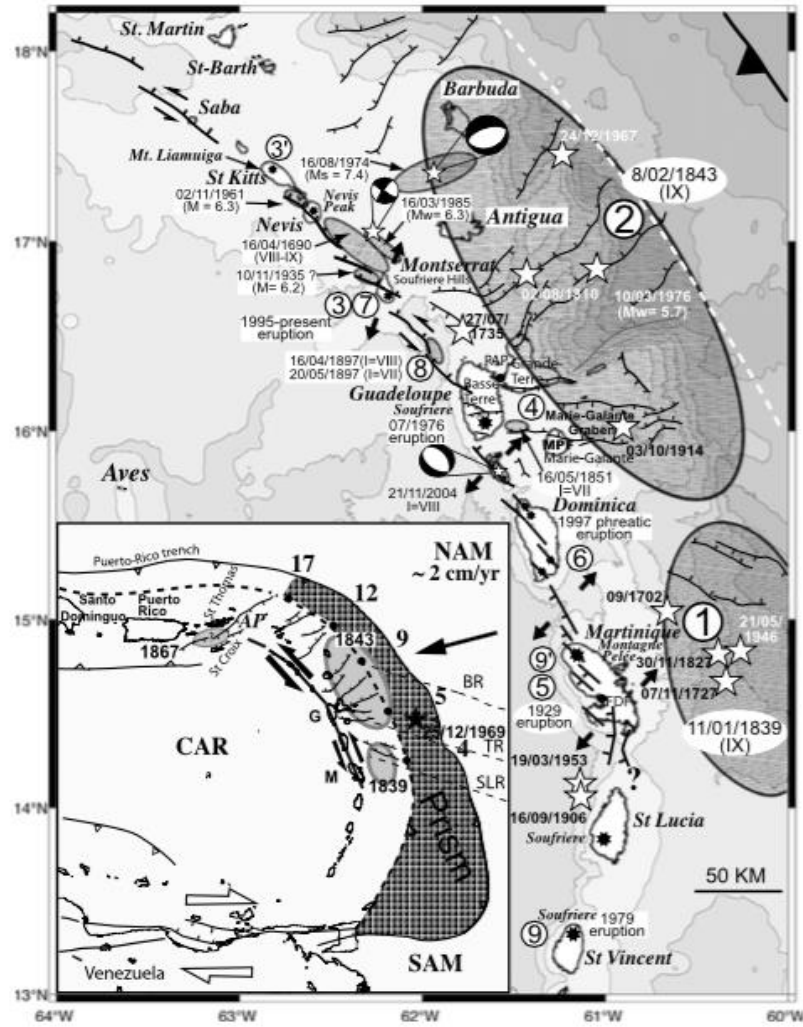 18°N
17°N
16°N
15°N
14°N
13°N
64°W
63°W
62°W
61°W
60°W
St. Martin
St-Barth
Saba
Mt. Liamuiga
3'
St Kitts
02/11/1961
(M = 6.3)
Nevis
Nevis
Peak
16/08/1974
(Ms = 7.4)
Barbuda
24/12/1967
8/02/1843
(IX)
2
Antigua
16/03/1985
(Mw= 6.3)
16/04/1690
(VIII-IX)
10/11/1935 ?
(M= 6.2)
Montserrat
Soufriere Hills
3
7
1995-present
eruption
10/03/1976
(Mw= 5.7)
27/07/
1735
16/04/1897(I=VIII)
20/05/1897 (I=VII)
8
PAP
Grande
Terre
Basse
Terre
Guadeloupe
Soufriere
07/1976
eruption
4
Marie-Galante
Graben
MPF
Marie-Galante
03/10/1914
16/05/1851
I=VII
Aves
21/11/2004
I=VIII
Dominica
1997 phreatic
eruption
6
09/1702
1
21/05/
1946
Martinique
Montagne
Pelée
30/11/1827
07/11/1727
9'
5
1929
eruption
FDF
11/01/1839
(IX)
19/03/1953
16/09/1906
?
St Lucia
Soufriere
50 KM
9
Soufriere
1979
eruption
St Vincent
Puerto-Rico trench
17
NAM
~ 2 cm/yr
Santo
Dominguo
Puerto
Rico
St Thomas
AP
12
1867
St Croix
1843
9
BR
5
G
25/12/1969
4
TR
CAR
M
1839
SLR
Prism
Venezuela
SAM